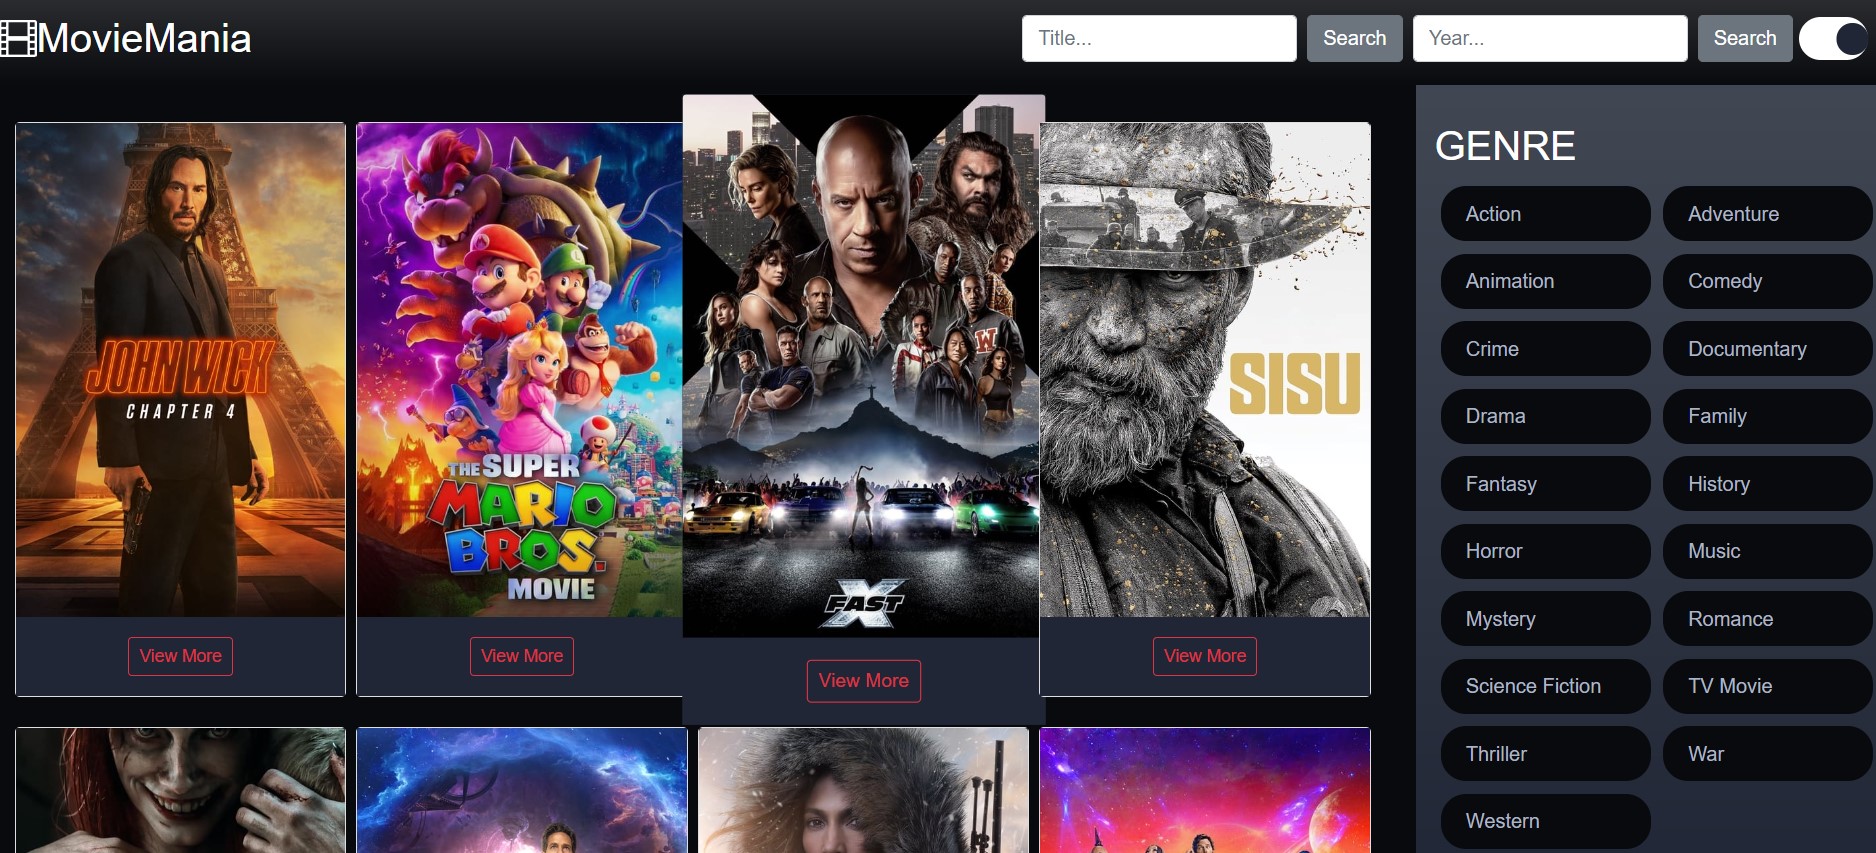 MovieMania
Title...
Search
Year...
Search
JOHN WICK
CHAPTER 4
View More
THE SUPER
MARIO
BROS.
MOVIE
View More
W
FAST X
View More
SISU
View More
GENRE
Action
Adventure
Animation
Comedy
Crime
Documentary
Drama
Family
Fantasy
History
Horror
Music
Mystery
Romance
Science Fiction
TV Movie
Thriller
War
Western